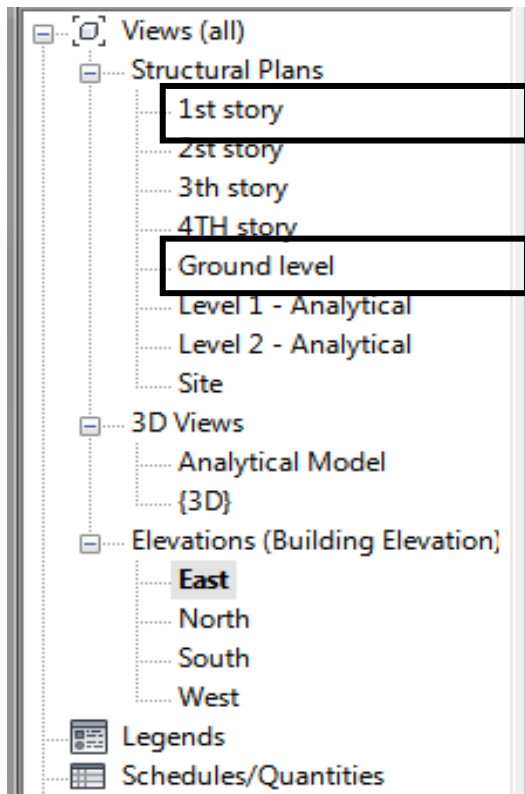 Views (all)
Structural Plans
1st story
2st story
3th story
4TH story
Ground level
Level 1 - Analytical
Level 2 - Analytical
Site
3D Views
Analytical Model
{3D}
Elevations (Building Elevation)
East
North
South
West
Legends
Schedules/Quantities